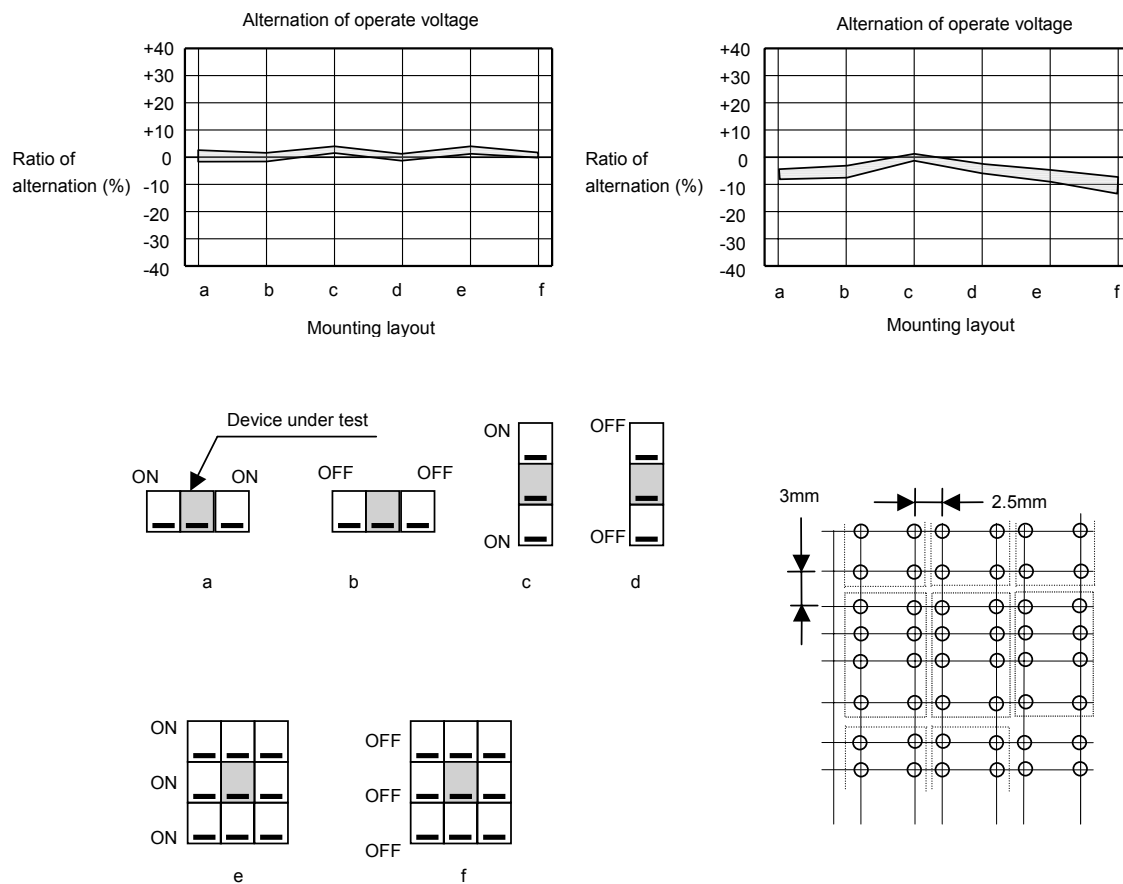 Alternation of operate voltage
+40
+30
+20
+10
0
-10
-20
-30
-40
Ratio of
alternation (%)
a b c d e f
Mounting layout
Alternation of operate voltage
+40
+30
+20
+10
0
-10
-20
-30
-40
Ratio of
alternation (%)
a b c d e f
Mounting layout
Device under test
ON ON
a
OFF OFF
b
ON
ON
c
OFF
OFF
d
3mm
2.5mm
ON
ON
ON
e
OFF
OFF
OFF
f